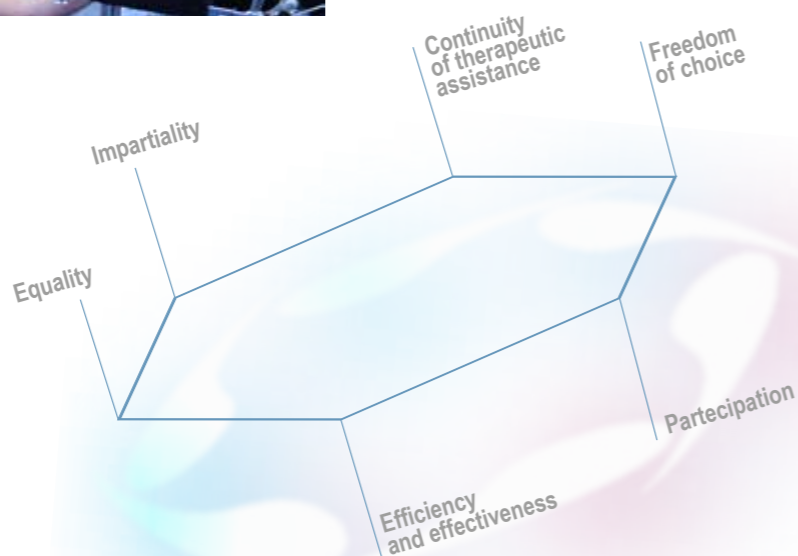 Continuity
of therapeutic
assistance
Freedom
of choice
Impartiality
Equality
Partecipation
Efficiency
and effectiveness